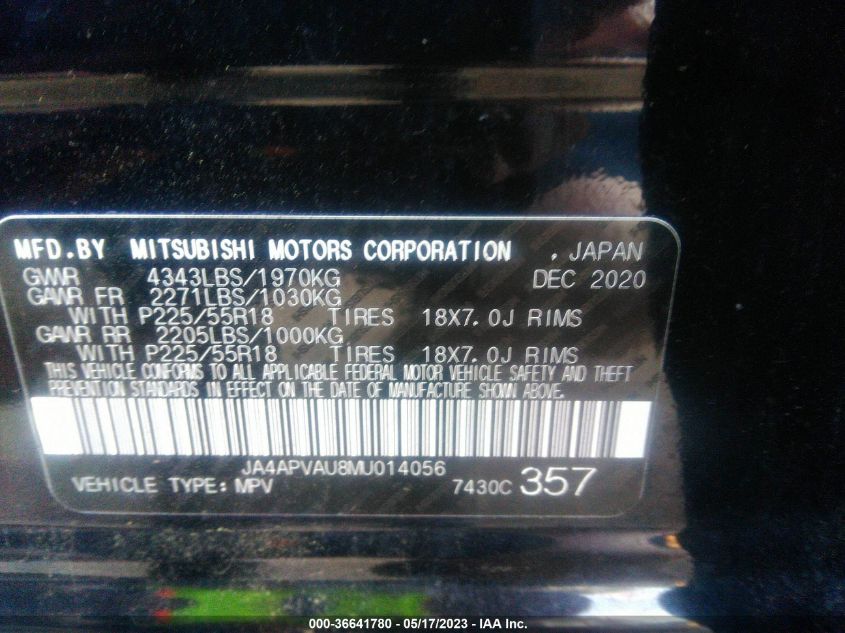 MFD.BY MITSUBISHI MOTORS CORPORATION , JAPAN
GVWR 4343LBS/1970KG DEC 2020
GAWR FR 2271LBS/1030KG
WITH P225/55R18 TIRES 18X7.0J RIMS
GAWR RR 2205LBS/1000KG
WITH P225/55R18 TIRES 18X7.0J RIMS
THIS VEHICLE CONFORMS TO ALL APPLICABLE FEDERAL MOTOR VEHICLE SAFETY AND THEFT
PREVENTION STANDARDS IN EFFECT ON THE DATE OF MANUFACTURE SHOWN ABOVE.
JA4APVAU8MU014056
VEHICLE TYPE: MPV 7430C 357
000-36641780 — 05/17/2023 — IAA Inc.